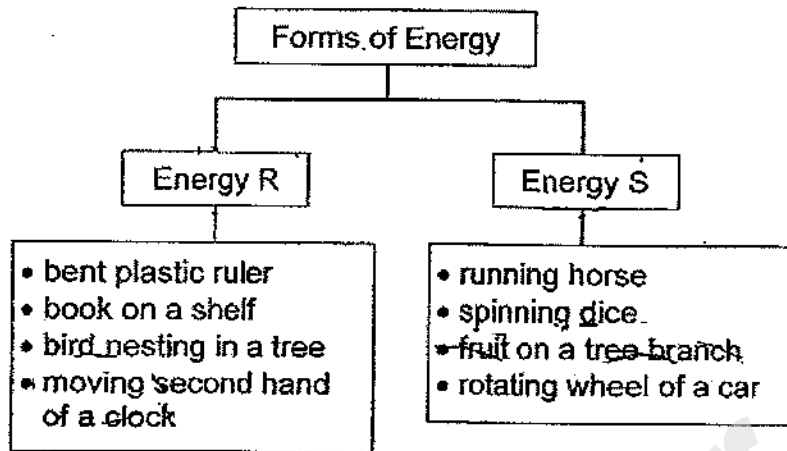 Forms of Energy
Energy R
Energy S
• bent plastic ruler
• book on a shelf
• bird nesting in a tree
• moving second hand
of a clock
• running horse
• spinning dice
• fruit on a tree branch
• rotating wheel of a car